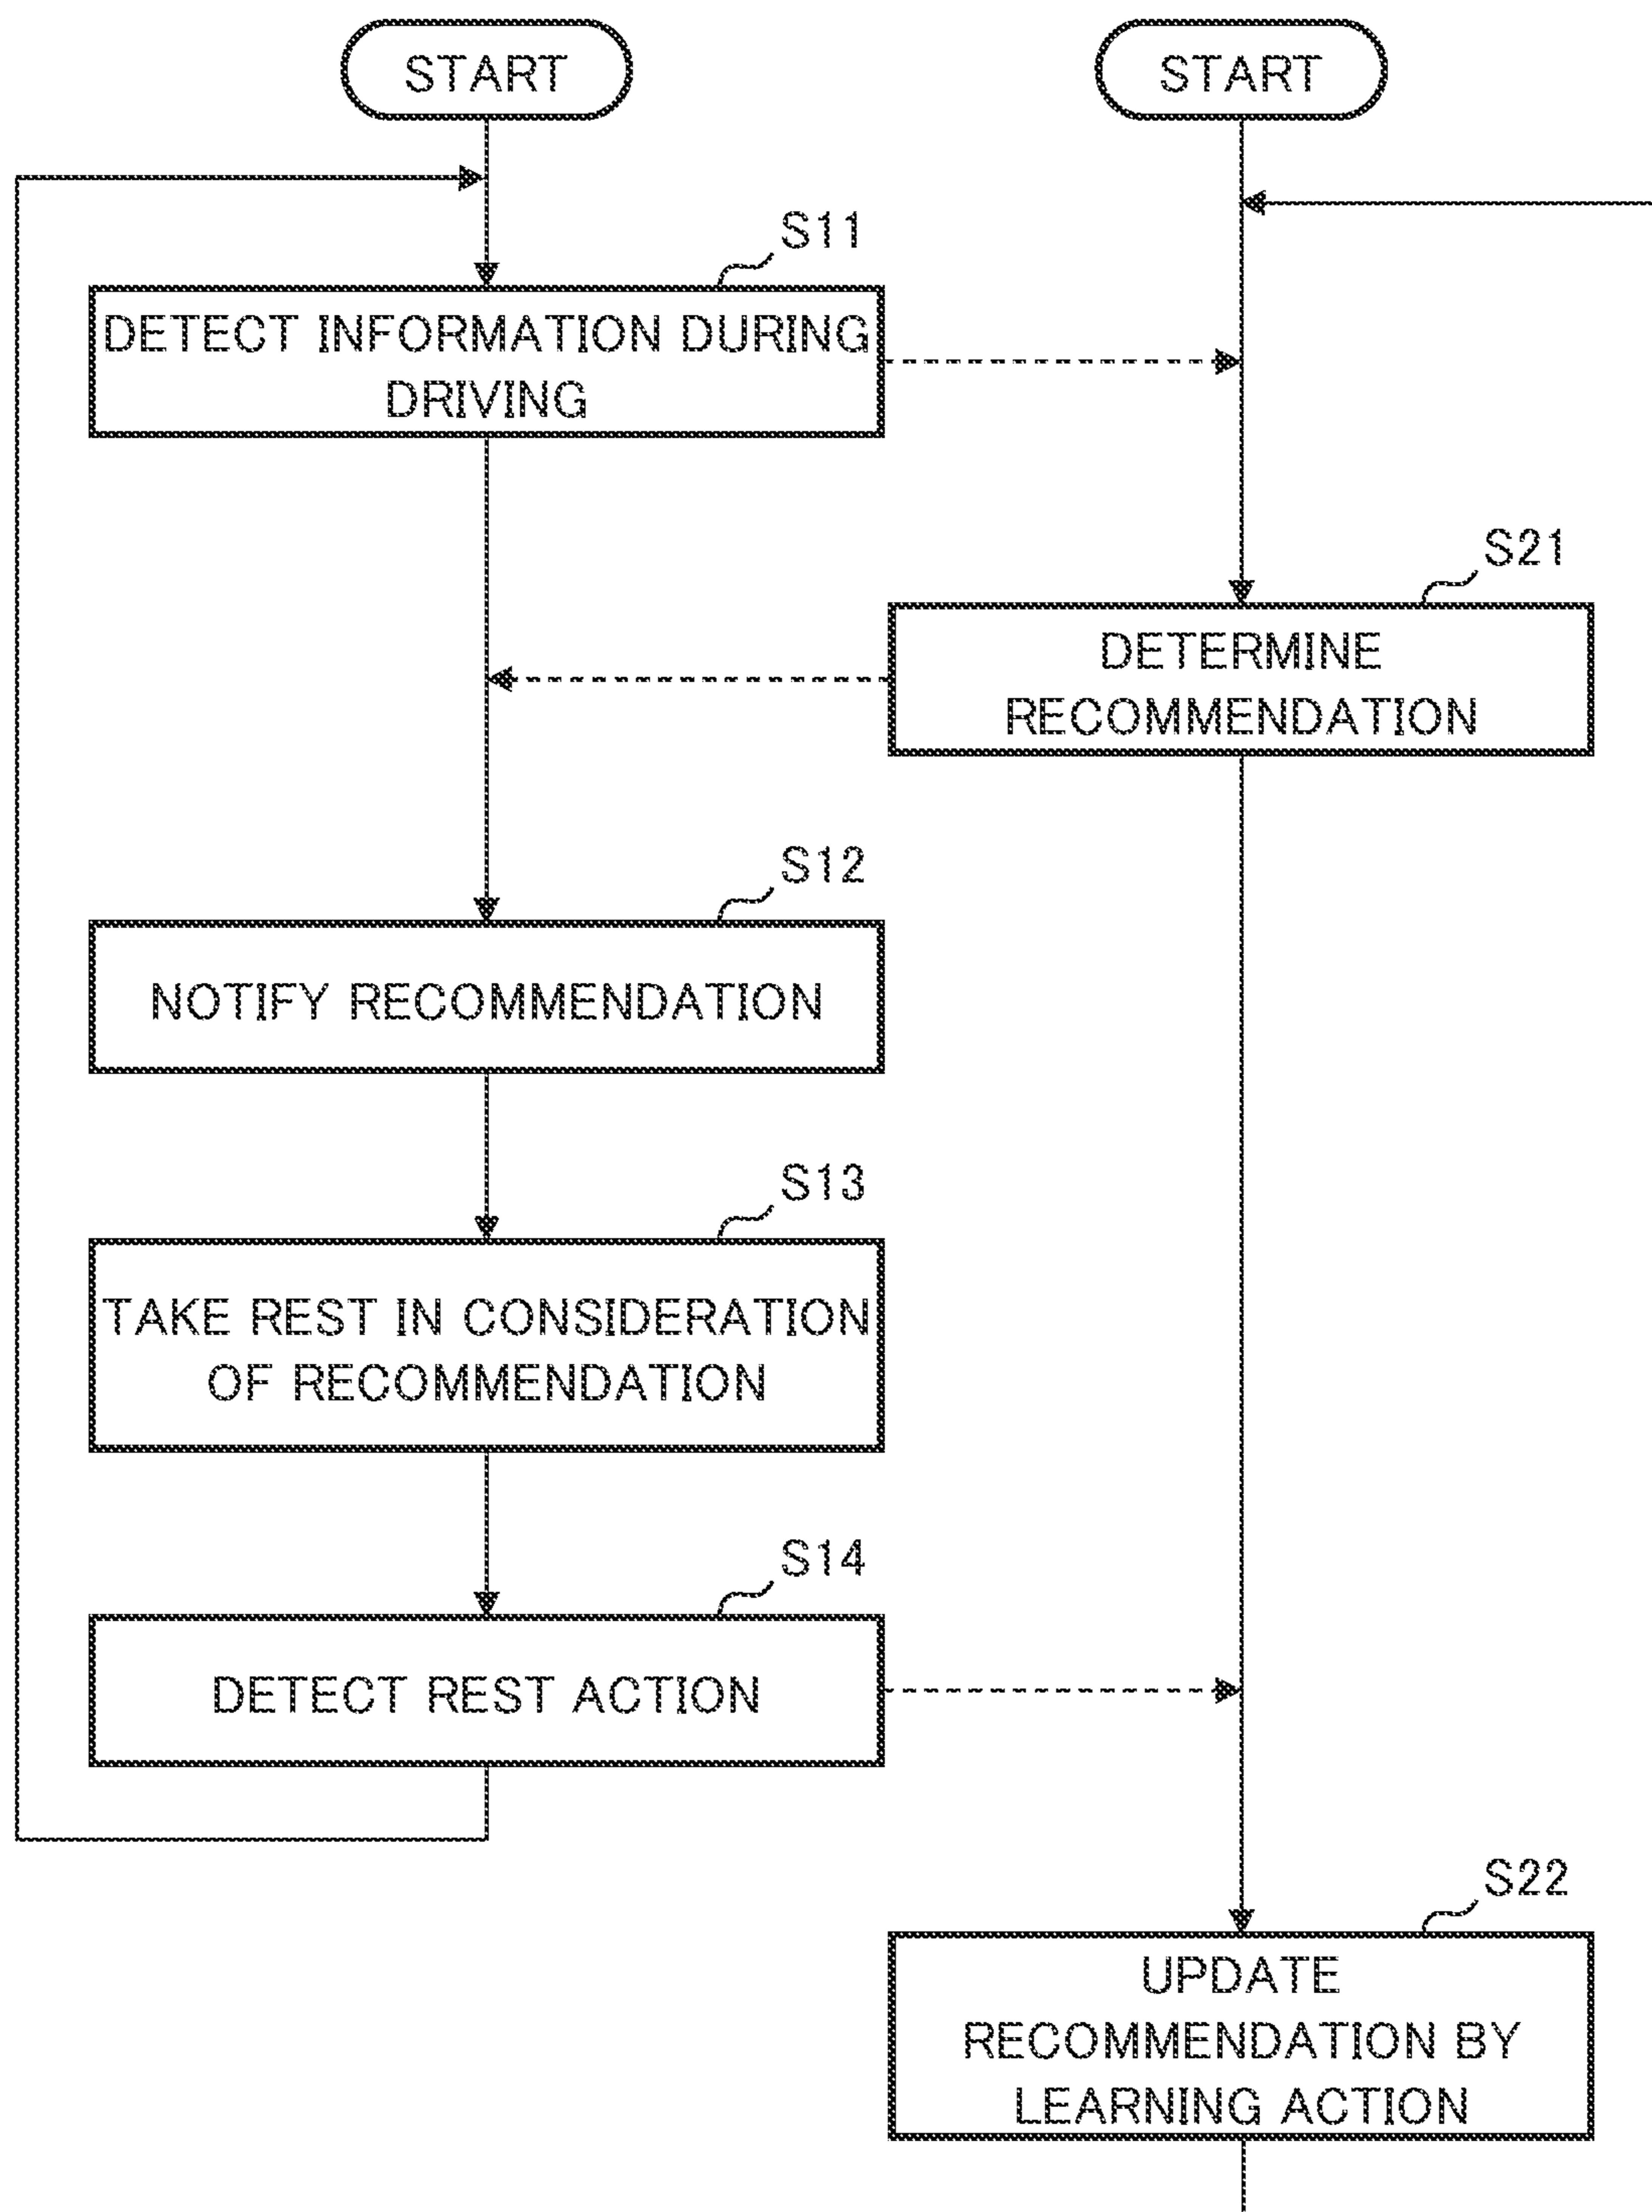 START
START
S11
DETECT INFORMATION DURING
DRIVING
S21
DETERMINE
RECOMMENDATION
S12
NOTIFY RECOMMENDATION
S13
TAKE REST IN CONSIDERATION
OF RECOMMENDATION
S14
DETECT REST ACTION
S22
UPDATE
RECOMMENDATION BY
LEARNING ACTION